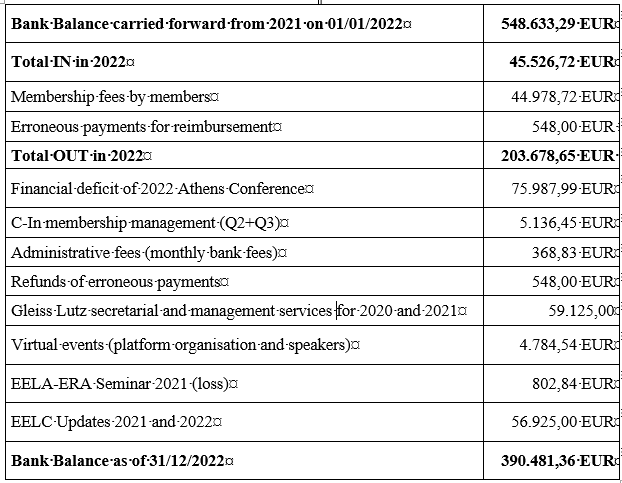 Bank Balance carried forward from 2021 on 01/01/2022¤ 548.633,29 EUR¤
Total IN in 2022¤ 45.526,72 EUR¤
Membership fees by members¤ 44.978,72 EUR¤
Erroneous payments for reimbursement¤ 548,00 EUR
Total OUT in 2022¤ 203.678,65 EUR
Financial deficit of 2022 Athens Conference¤ 75.987,99 EUR¤
C-In membership management (Q2+Q3)¤ 5.136,45 EUR¤
Administrative fees (monthly bank fees)¤ 368,83 EUR¤
Refunds of erroneous payments¤ 548,00 EUR¤
Gleiss Lutz secretarial and management services for 2020 and 2021¤ 59.125,00¤
Virtual events (platform organisation and speakers)¤ 4.784,54 EUR¤
EELA-ERA Seminar 2021 (loss)¤ 802,84 EUR¤
EELC Updates 2021 and 2022¤ 56.925,00 EUR¤
Bank Balance as of 31/12/2022¤ 390.481,36 EUR¤